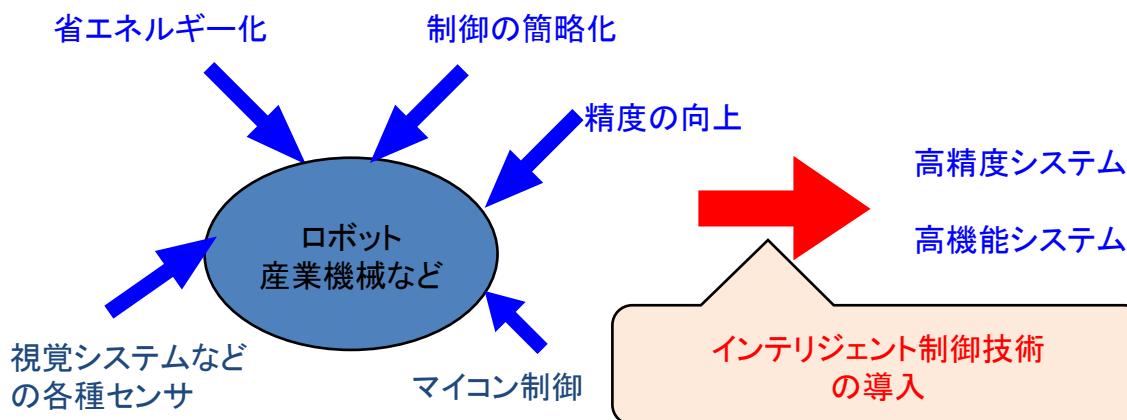 省エネルギー化
制御の簡略化
精度の向上
ロボット
産業機械など
視覚システムなど
の各種センサ
マイコン制御
高精度システム
高機能システム
インテリジェント制御技術
の導入